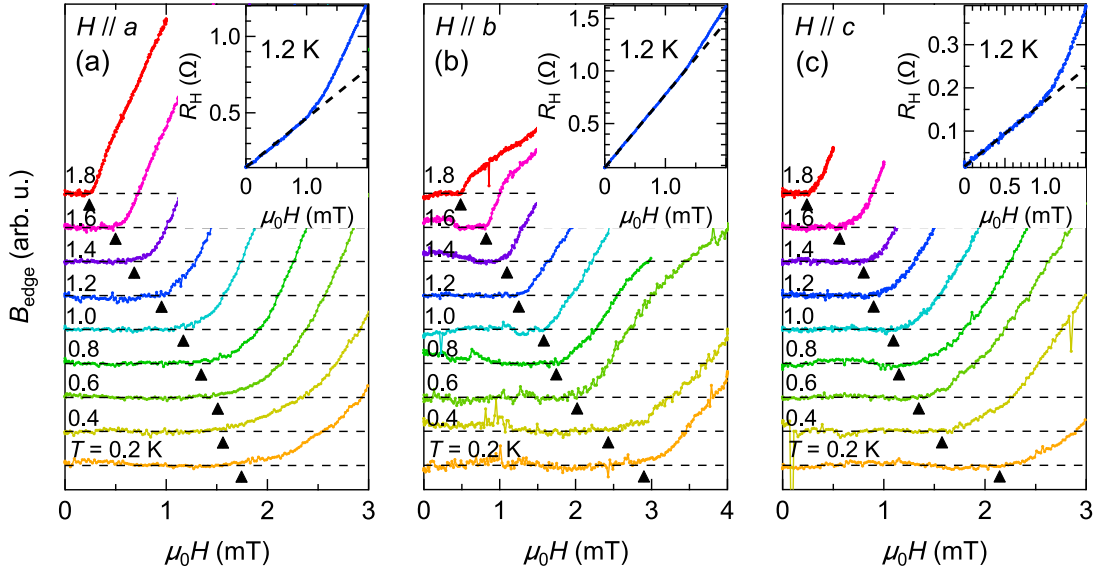 H // a
(a)
1.2 K
R_H (Ω)
1.0
0.5
0
1.0
μ₀H (mT)
1.8
1.6
1.4
1.2
1.0
0.8
0.6
0.4
T = 0.2 K
B_edge (arb. u.)
0 1 2 3
μ₀H (mT)
H // b
(b)
1.2 K
R_H (Ω)
1.5
1.0
0.5
0
1.0
μ₀H (mT)
1.8
1.6
1.4
1.2
1.0
0.8
0.6
0.4
T = 0.2 K
0 1 2 3 4
μ₀H (mT)
H // c
(c)
1.2 K
R_H (Ω)
0.3
0.2
0.1
0 0.5 1.0
μ₀H (mT)
1.8
1.6
1.4
1.2
1.0
0.8
0.6
0.4
T = 0.2 K
0 1 2 3
μ₀H (mT)